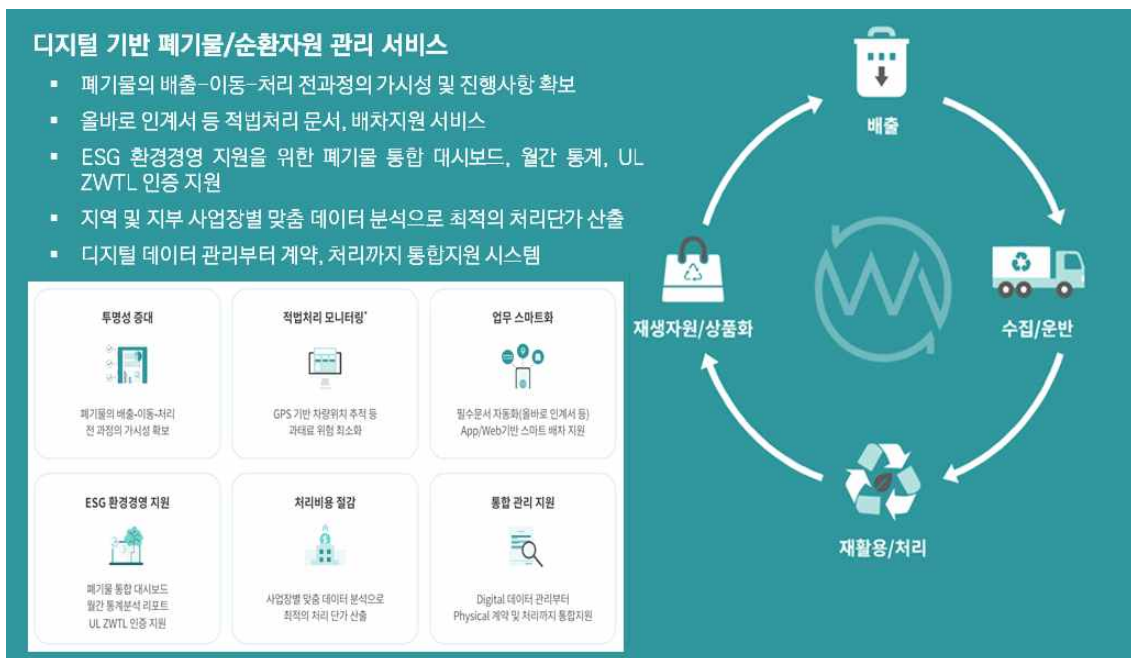 디지털 기반 폐기물/순환자원 관리 서비스
▪ 폐기물의 배출-이동-처리 전과정의 가시성 및 진행사항 확보
▪ 올바로 인계서 등 적법처리 문서, 배차지원 서비스
▪ ESG 환경경영 지원을 위한 폐기물 통합 대시보드, 월간 통계, UL
ZWTL 인증 지원
▪ 지역 및 지부 사업장별 맞춤 데이터 분석으로 최적의 처리단가 산출
▪ 디지털 데이터 관리부터 계약, 처리까지 통합지원 시스템
투명성 증대
폐기물의 배출-이동-처리
전 과정의 가시성 확보
적법처리 모니터링*
GPS 기반 차량위치 추적 등
과태료 위험 최소화
업무 스마트화
필수문서 자동화(올바로 인계서 등)
App/Web기반 스마트 배차 지원
ESG 환경경영 지원
폐기물 통합 대시보드
월간 통계분석 리포트
UL ZWTL 인증 지원
처리비용 절감
사업장별 맞춤 데이터 분석으로
최적의 처리 단가 산출
통합 관리 지원
Digital 데이터 관리부터
Physical 계약 및 처리까지 통합지원
배출
수집/운반
재활용/처리
재생자원/상품화